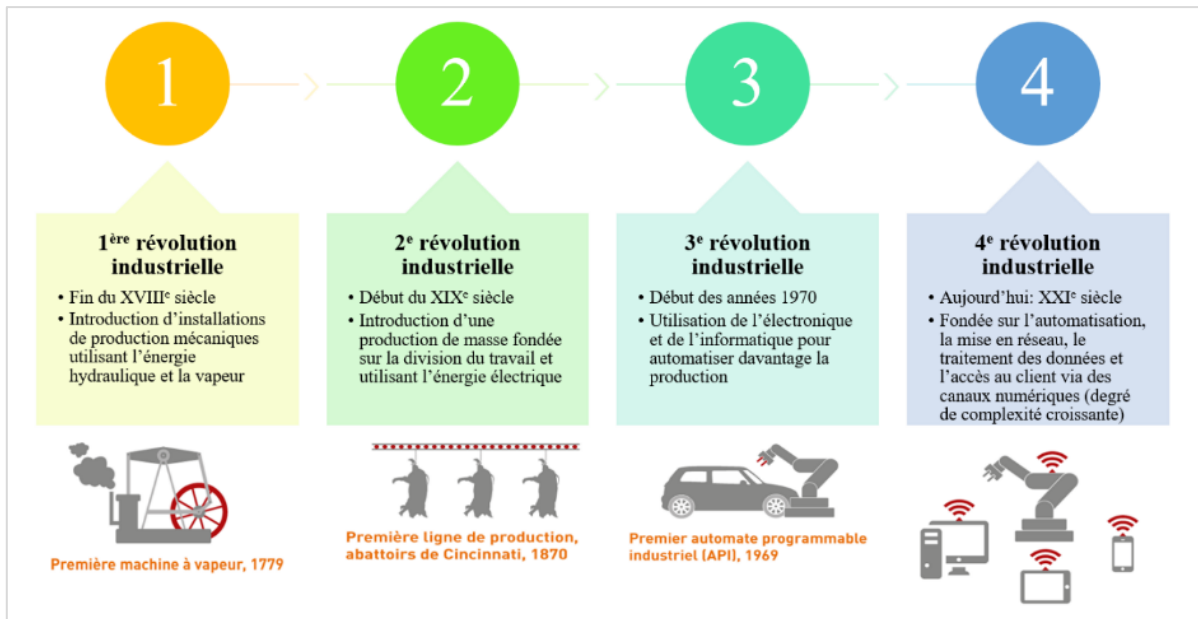 1
2
3
4
1ère révolution
industrielle
• Fin du XVIIIe siècle
• Introduction d’installations
de production mécaniques
utilisant l’énergie
hydraulique et la vapeur
Première machine à vapeur, 1779
2e révolution
industrielle
• Début du XIXe siècle
• Introduction d’une
production de masse fondée
sur la division du travail et
utilisant l’énergie électrique
Première ligne de production,
abattoirs de Cincinnati, 1870
3e révolution
industrielle
• Début des années 1970
• Utilisation de l’électronique
et de l’informatique pour
automatiser davantage la
production
Premier automate programmable
industriel (API), 1969
4e révolution
industrielle
• Aujourd’hui: XXIe siècle
• Fondée sur l’automatisation,
la mise en réseau, le
traitement des données et
l’accès au client via des
canaux numériques (degré
de complexité croissante)